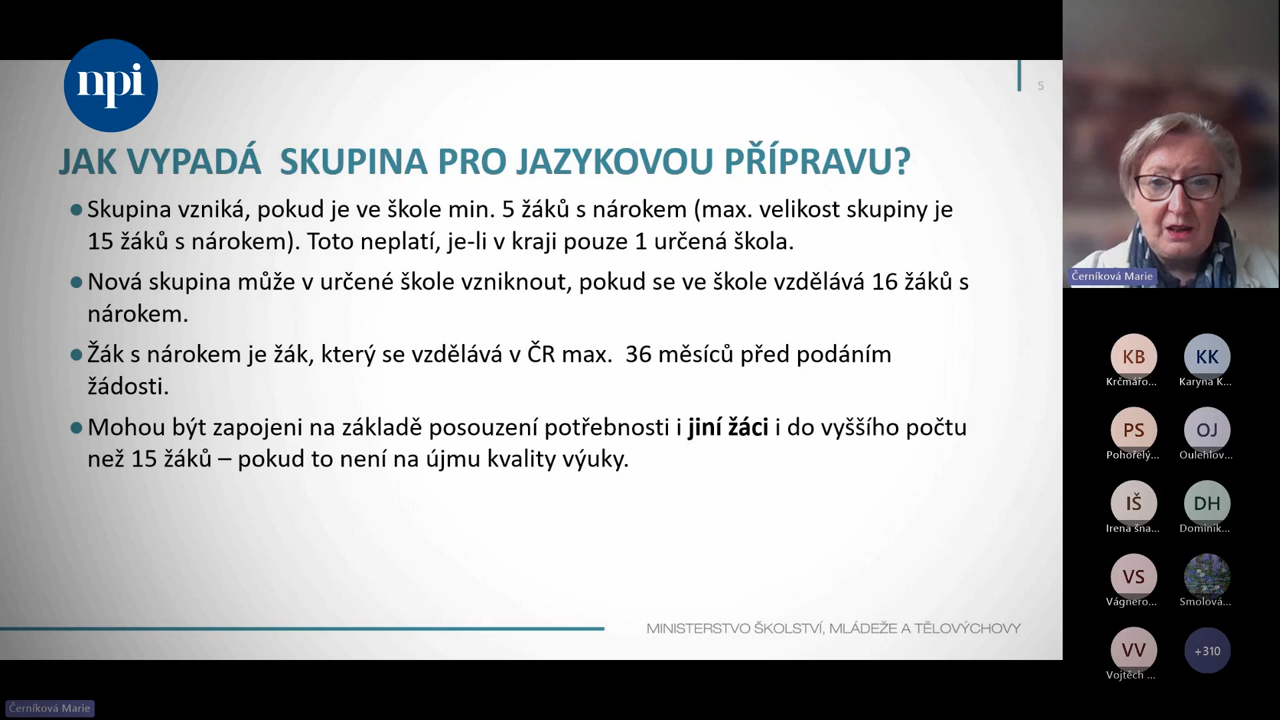 npi
5
JAK VYPADÁ SKUPINA PRO JAZYKOVOU PŘÍPRAVU?
● Skupina vzniká, pokud je ve škole min. 5 žáků s nárokem (max. velikost skupiny je
15 žáků s nárokem). Toto neplatí, je-li v kraji pouze 1 určená škola.
● Nová skupina může v určené škole vzniknout, pokud se ve škole vzdělává 16 žáků s
nárokem.
● Žák s nárokem je žák, který se vzdělává v ČR max. 36 měsíců před podáním
žádosti.
● Mohou být zapojeni na základě posouzení potřebnosti i jiní žáci i do vyššího počtu
než 15 žáků – pokud to není na újmu kvality výuky.
MINISTERSTVO ŠKOLSTVÍ, MLÁDEŽE A TĚLOVÝCHOVY
Černíková Marie
KB KK
Krčmářo... Karyna K...
PS OJ
Pohořelý... Oulehlov...
IŠ DH
Irena šna... Dominik...
VS
Vágnero... Smolová...
VV +310
Vojtěch ...
Černíková Marie